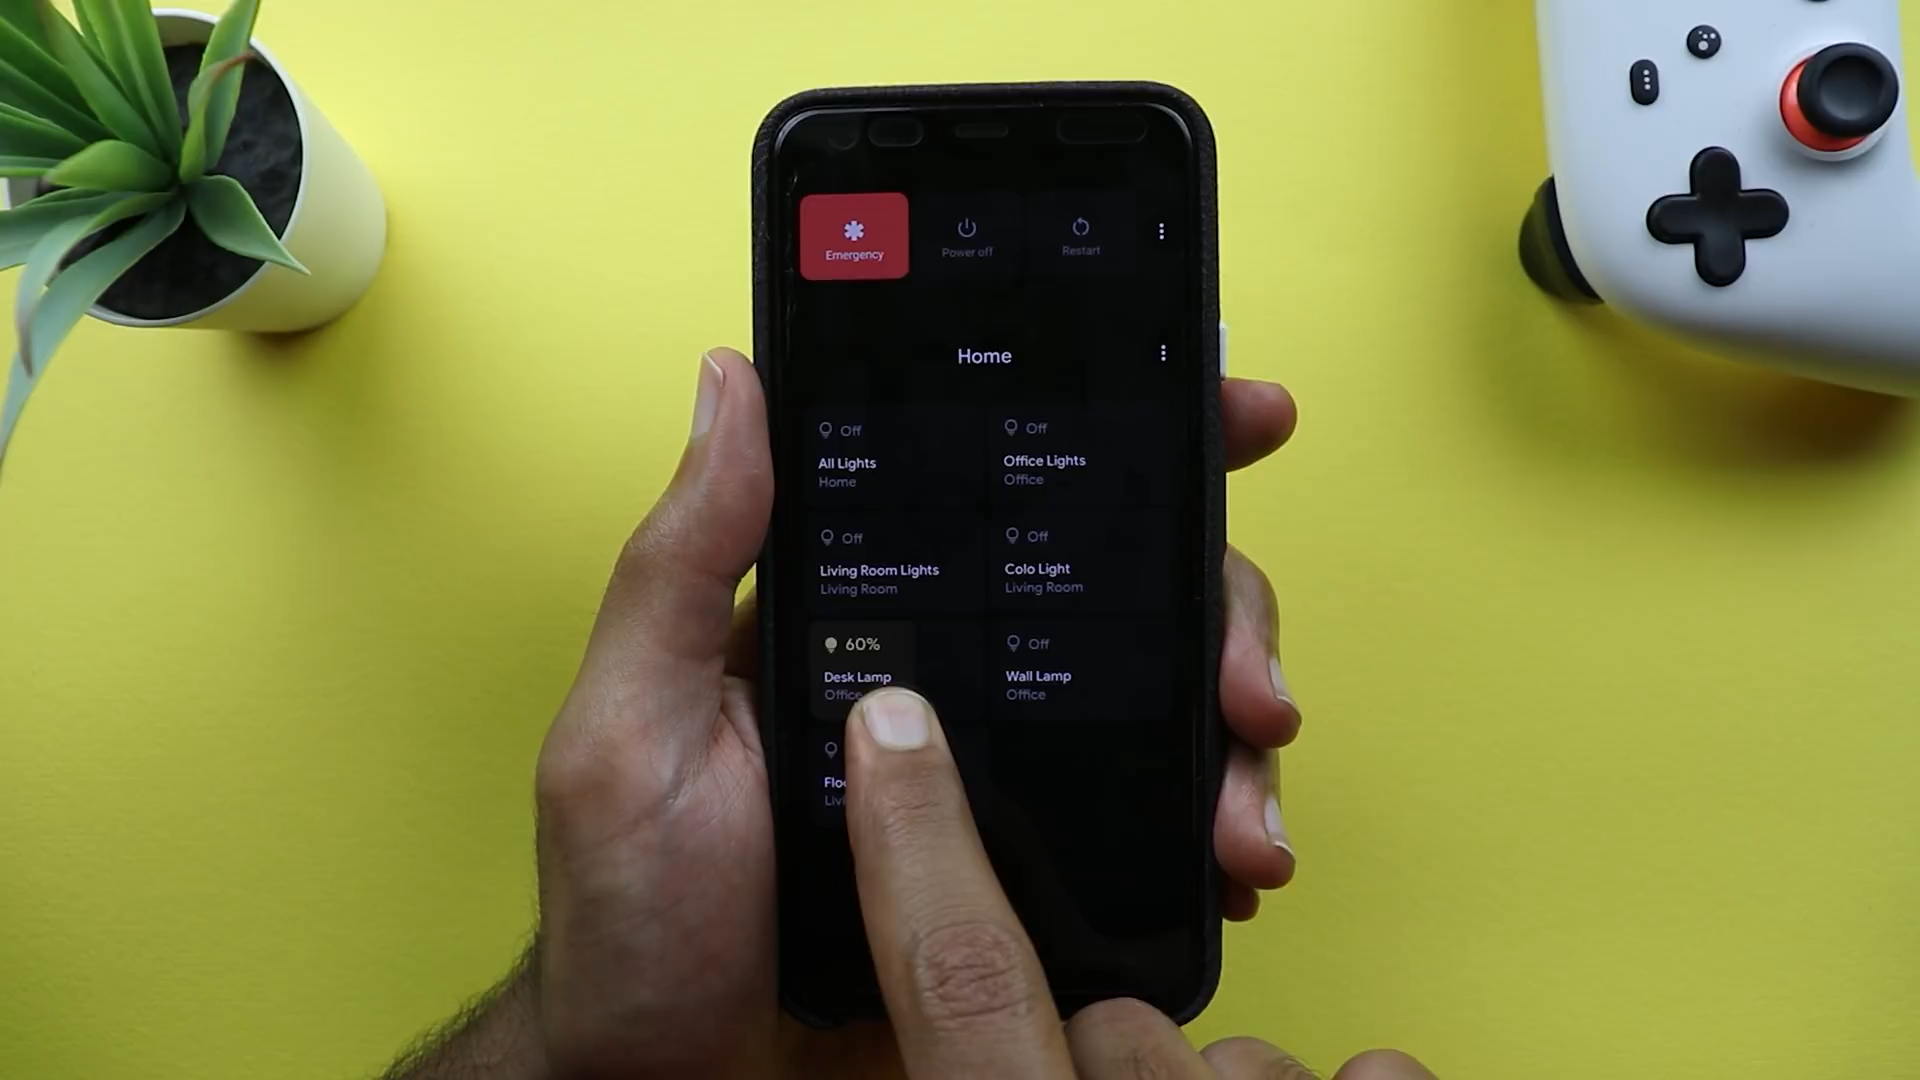 Emergency
Power off
Restart
Home
Off
All Lights
Home
Off
Office Lights
Office
Off
Living Room Lights
Living Room
Off
Colo Light
Living Room
60%
Desk Lamp
Office
Off
Wall Lamp
Office